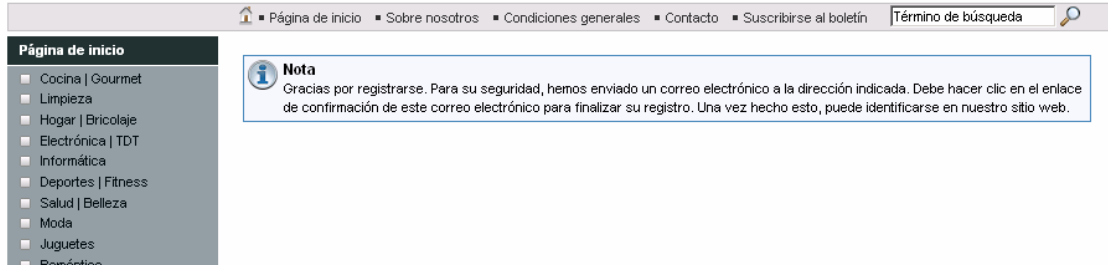 Página de inicio Sobre nosotros Condiciones generales Contacto Suscribirse al boletín Término de búsqueda
Página de inicio
Cocina | Gourmet
Limpieza
Hogar | Bricolaje
Electrónica | TDT
Informática
Deportes | Fitness
Salud | Belleza
Moda
Juguetes
Nota
Gracias por registrarse. Para su seguridad, hemos enviado un correo electrónico a la dirección indicada. Debe hacer clic en el enlace
de confirmación de este correo electrónico para finalizar su registro. Una vez hecho esto, puede identificarse en nuestro sitio web.